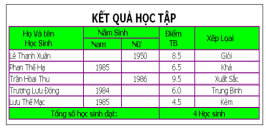 KẾT QUẢ HỌC TẬP
Họ Và tên Học Sinh Năm Sinh Điểm TB Xếp Loại
Nam Nữ
Lê Thanh Xuân 1950 8.5 Giỏi
Phan Thế Hạ 1985 6.5 Khá
Trần Hoài Thu 1986 9.5 Xuất Sắc
Trương Lưu Đông 1984 6.0 Trung Bình
Lưu Thế Mạc 1985 4.5 Kém
Tổng số học sinh đạt: 4 Học sinh